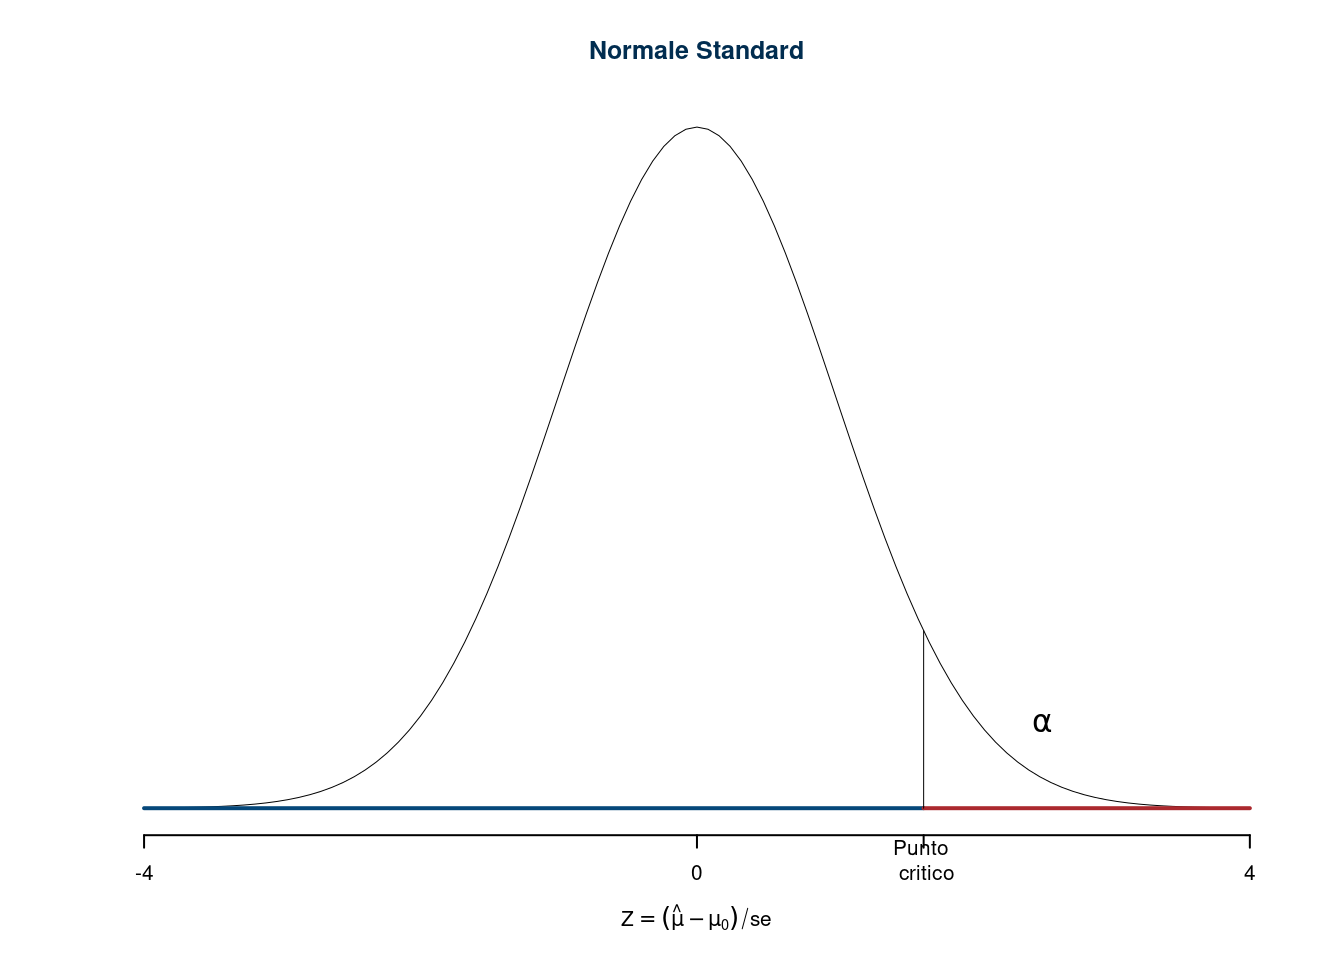 Normale Standard
α
-4
0
Punto
critico
4
Z = (μ̂ − μ₀)/se